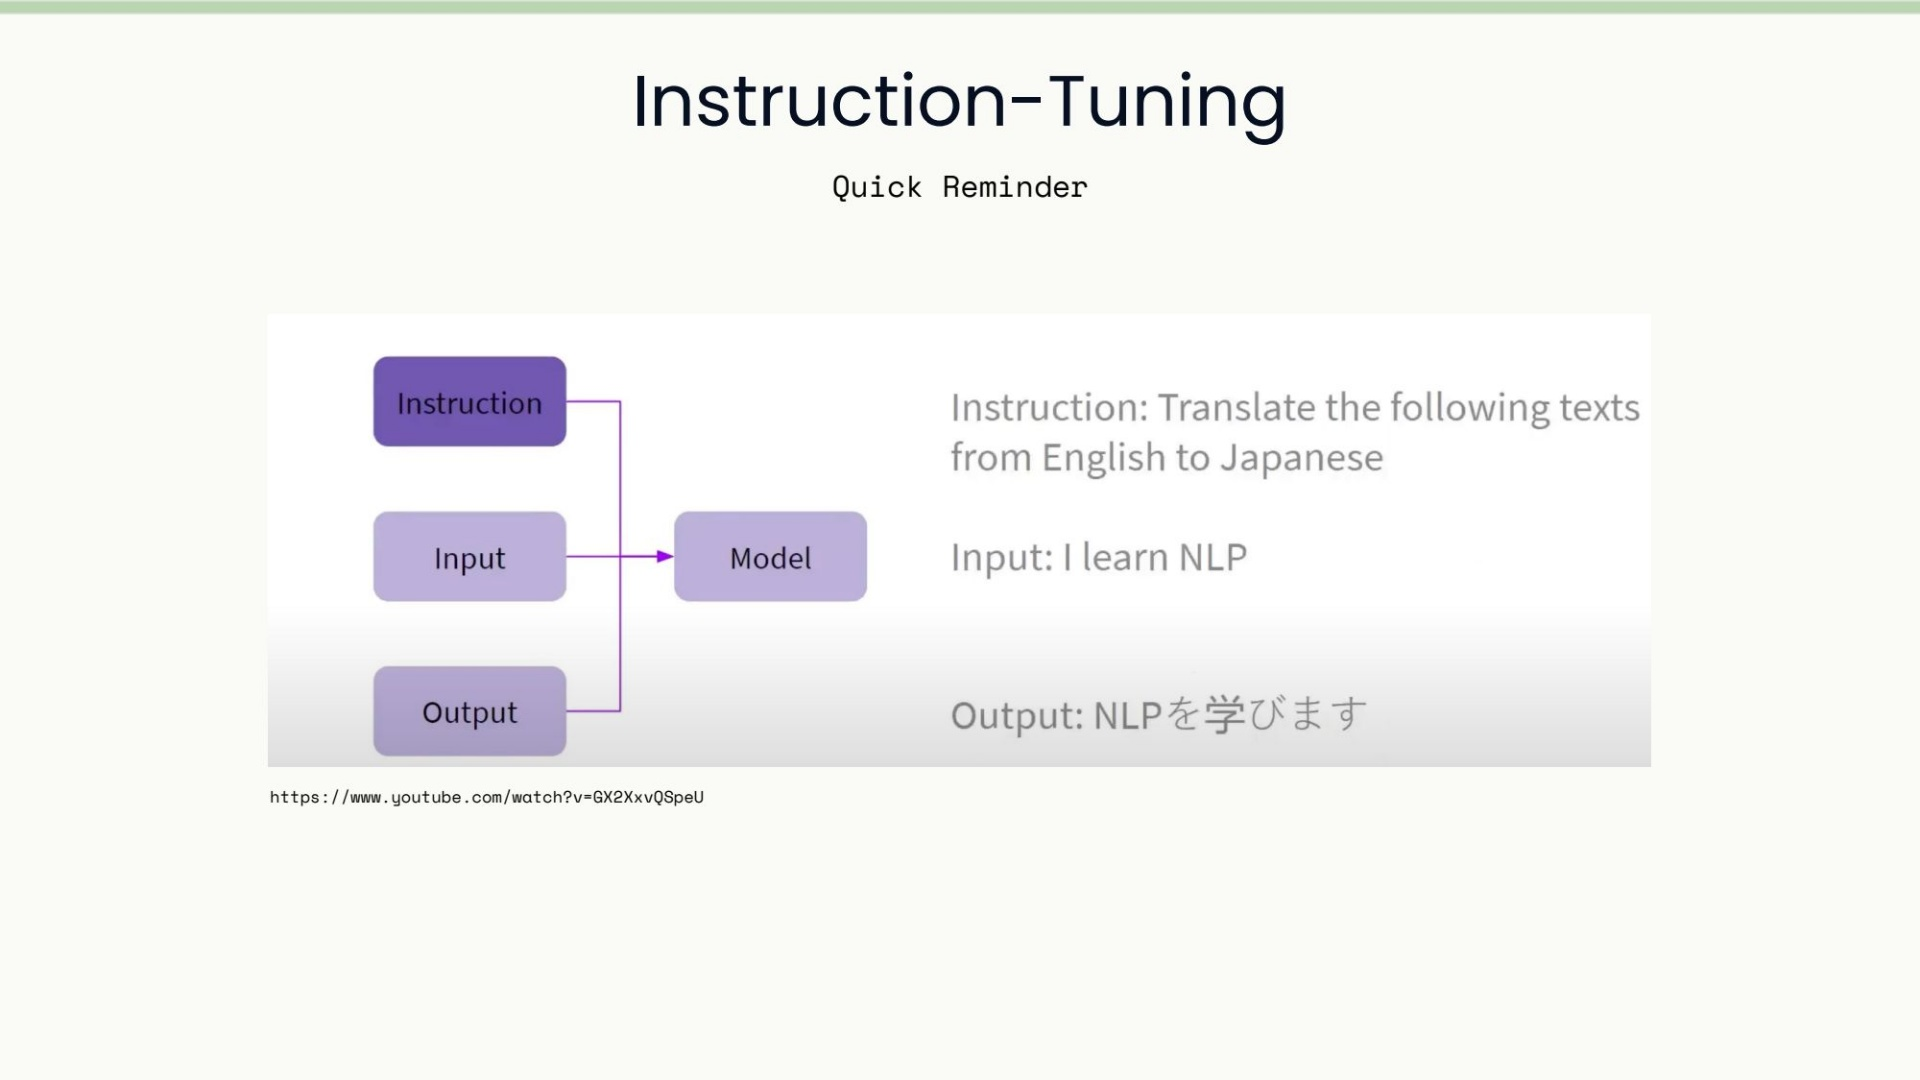 Instruction-Tuning
Quick Reminder
Instruction
Input
Output
Model
Instruction: Translate the following texts
from English to Japanese
Input: I learn NLP
Output: NLPを学びます
https://www.youtube.com/watch?v=GX2XxvQSpeU